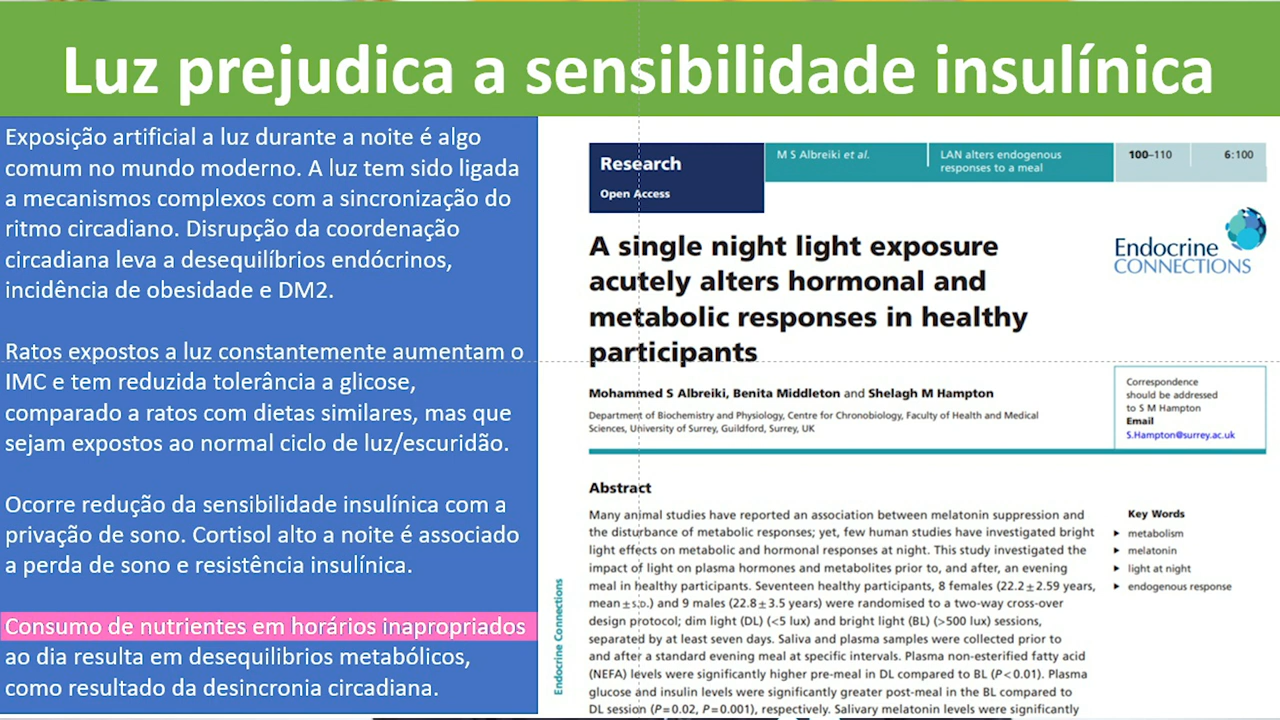 Luz prejudica a sensibilidade insulínica
Exposição artificial a luz durante a noite é algo
comum no mundo moderno. A luz tem sido ligada
a mecanismos complexos com a sincronização do
ritmo circadiano. Disrupção da coordenação
circadiana leva a desequilíbrios endócrinos,
incidência de obesidade e DM2.
Ratos expostos a luz constantemente aumentam o
IMC e tem reduzida tolerância a glicose,
comparado a ratos com dietas similares, mas que
sejam expostos ao normal ciclo de luz/escuridão.
Ocorre redução da sensibilidade insulínica com a
privação de sono. Cortisol alto a noite é associado
a perda de sono e resistência insulínica.
Consumo de nutrientes em horários inapropriados
ao dia resulta em desequilibrios metabólicos,
como resultado da desincronia circadiana.
Research
Open Access
M S Albreiki et al.
LAN alters endogenous
responses to a meal
100–110
6:100
Endocrine
CONNECTIONS
A single night light exposure
acutely alters hormonal and
metabolic responses in healthy
participants
Mohammed S Albreiki, Benita Middleton and Shelagh M Hampton
Department of Biochemistry and Physiology, Centre for Chronobiology, Faculty of Health and Medical
Sciences, University of Surrey, Guildford, Surrey, UK
Correspondence
should be addressed
to S M Hampton
Email
S.Hampton@surrey.ac.uk
Abstract
Many animal studies have reported an association between melatonin suppression and
the disturbance of metabolic responses; yet, few human studies have investigated bright
light effects on metabolic and hormonal responses at night. This study investigated the
impact of light on plasma hormones and metabolites prior to, and after, an evening
meal in healthy participants. Seventeen healthy participants, 8 females (22.2±2.59 years,
mean±S.D.) and 9 males (22.8±3.5 years) were randomised to a two-way cross-over
design protocol; dim light (DL) (<5 lux) and bright light (BL) (>500 lux) sessions,
separated by at least seven days. Saliva and plasma samples were collected prior to
and after a standard evening meal at specific intervals. Plasma non-esterified fatty acid
(NEFA) levels were significantly higher pre-meal in DL compared to BL (P<0.01). Plasma
glucose and insulin levels were significantly greater post-meal in the BL compared to
DL session (P=0.02, P=0.001), respectively. Salivary melatonin levels were significantly
Key Words
▶ metabolism
▶ melatonin
▶ light at night
▶ endogenous response
Endocrine Connections